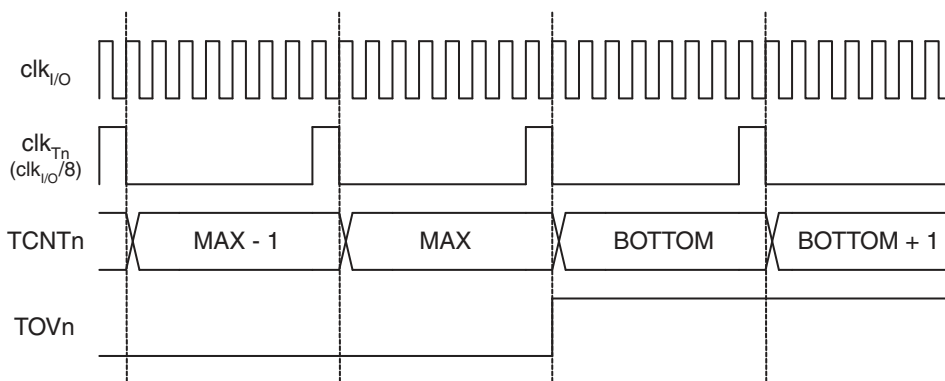 clkI/O
clkTn
(clkI/O/8)
TCNTn
MAX - 1
MAX
BOTTOM
BOTTOM + 1
TOVn